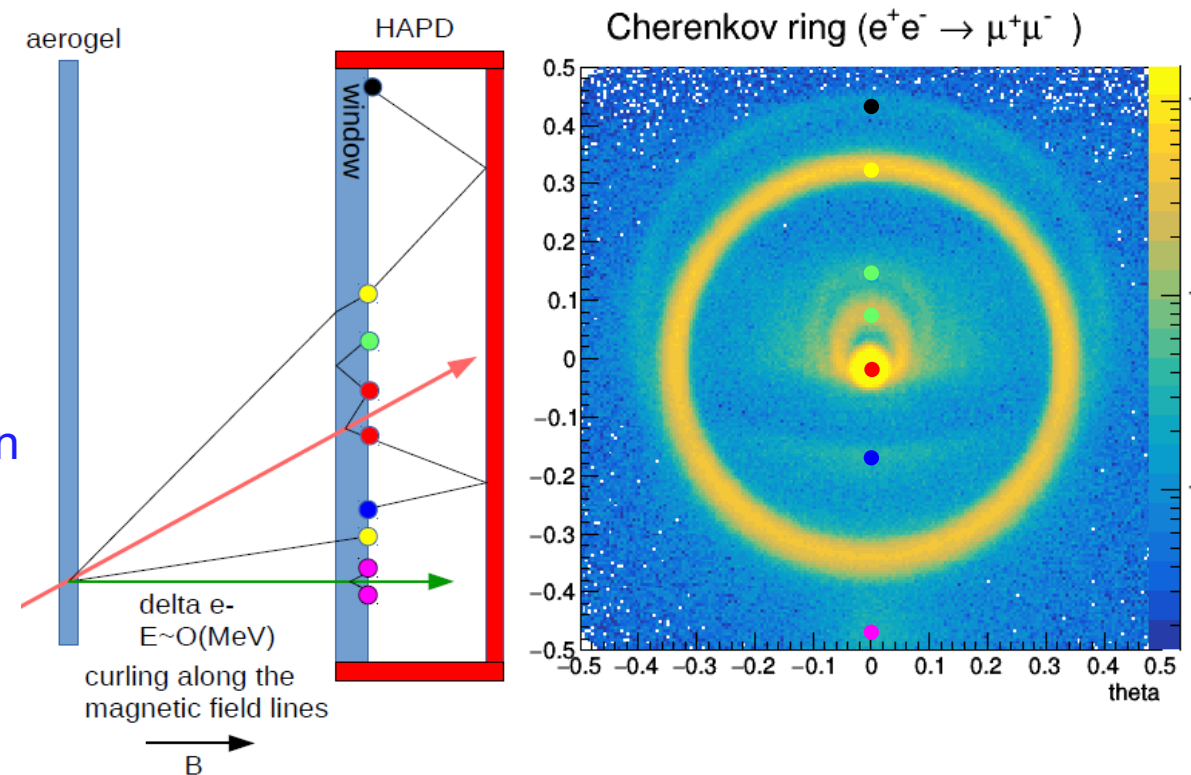 aerogel
HAPD
window
n
delta e-
E~O(MeV)
curling along the
magnetic field lines
B
Cherenkov ring (e⁺e⁻ → μ⁺μ⁻ )
0.5
0.4
0.3
0.2
0.1
0
−0.1
−0.2
−0.3
−0.4
−0.5
−0.5 −0.4 −0.3 −0.2 −0.1 0 0.1 0.2 0.3 0.4 0.5
theta